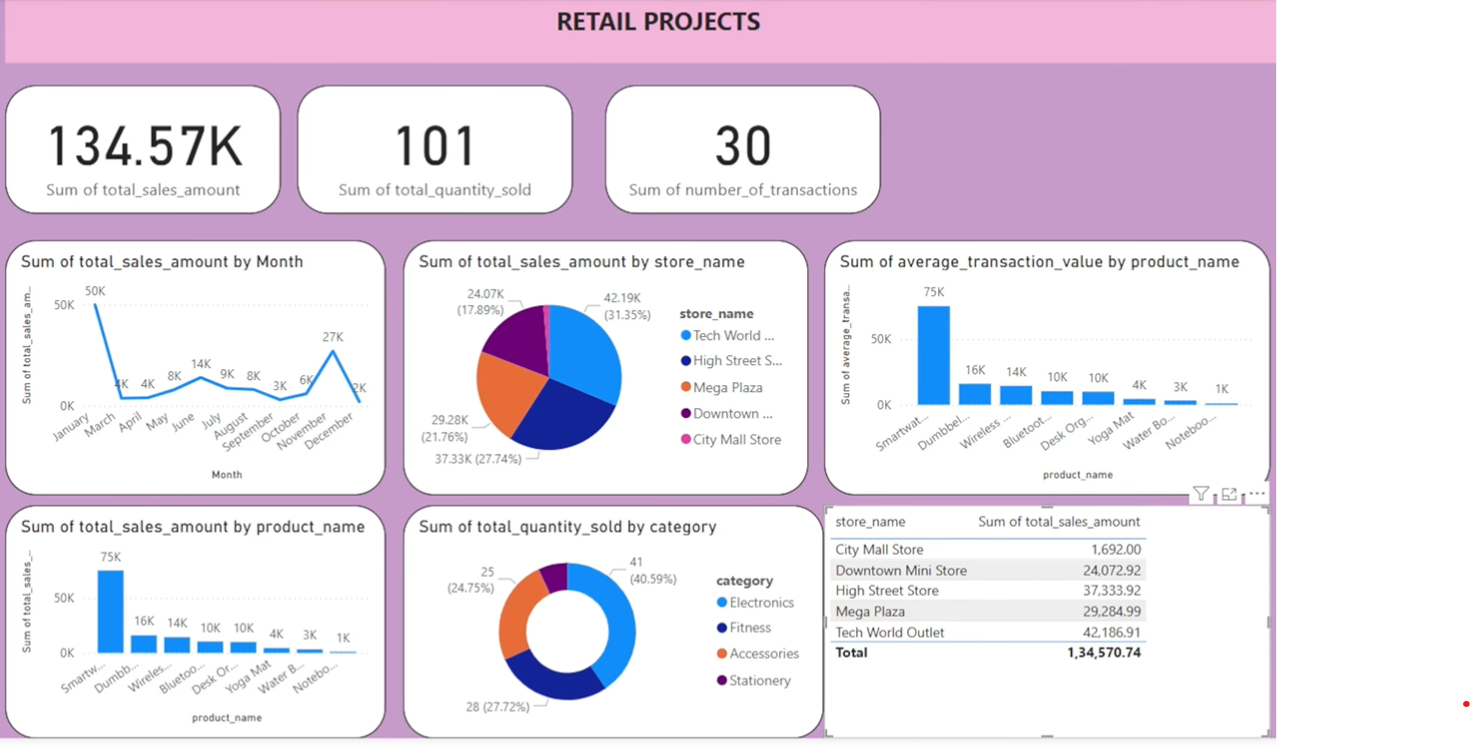 RETAIL PROJECTS
134.57K
Sum of total_sales_amount
101
Sum of total_quantity_sold
30
Sum of number_of_transactions
Sum of total_sales_amount by Month
Sum of total_sales_am...
50K
0K
50K
4K
4K
8K
14K
9K
8K
3K
6K
27K
2K
January
March
April
May
June
July
August
September
October
November
December
Month
Sum of total_sales_amount by store_name
42.19K
(31.35%)
37.33K (27.74%)
29.28K
(21.76%)
24.07K
(17.89%)
store_name
Tech World ...
High Street S...
Mega Plaza
Downtown ...
City Mall Store
Sum of average_transaction_value by product_name
Sum of average_transa...
50K
0K
75K
16K
14K
10K
10K
4K
3K
1K
Smartwat...
Dumbbel...
Wireless ...
Bluetoot...
Desk Org...
Yoga Mat
Water Bo...
Noteboo...
product_name
Sum of total_sales_amount by product_name
Sum of total_sales_...
50K
0K
75K
16K
14K
10K
10K
4K
3K
1K
Smartw...
Dumbb...
Wireles...
Bluetoo...
Desk Or...
Yoga Mat
Water B...
Notebo...
product_name
Sum of total_quantity_sold by category
41
(40.59%)
28 (27.72%)
25
(24.75%)
category
Electronics
Fitness
Accessories
Stationery
store_name Sum of total_sales_amount
City Mall Store 1,692.00
Downtown Mini Store 24,072.92
High Street Store 37,333.92
Mega Plaza 29,284.99
Tech World Outlet 42,186.91
Total 1,34,570.74